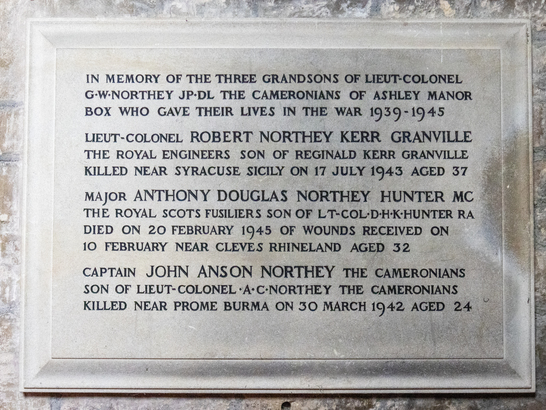 IN MEMORY OF THE THREE GRANDSONS OF LIEUT-COLONEL
G·W·NORTHEY JP·DL THE CAMERONIANS OF ASHLEY MANOR
BOX WHO GAVE THEIR LIVES IN THE WAR 1939-1945
LIEUT-COLONEL ROBERT NORTHEY KERR GRANVILLE
THE ROYAL ENGINEERS SON OF REGINALD KERR GRANVILLE
KILLED NEAR SYRACUSE SICILY ON 17 JULY 1943 AGED 37
MAJOR ANTHONY DOUGLAS NORTHEY HUNTER MC
THE ROYAL SCOTS FUSILIERS SON OF LT-COL·D·H·K·HUNTER RA
DIED ON 20 FEBRUARY 1945 OF WOUNDS RECEIVED ON
10 FEBRUARY NEAR CLEVES RHINELAND AGED 32
CAPTAIN JOHN ANSON NORTHEY THE CAMERONIANS
SON OF LIEUT-COLONEL·A·C·NORTHEY THE CAMERONIANS
KILLED NEAR PROME BURMA ON 30 MARCH 1942 AGED 24